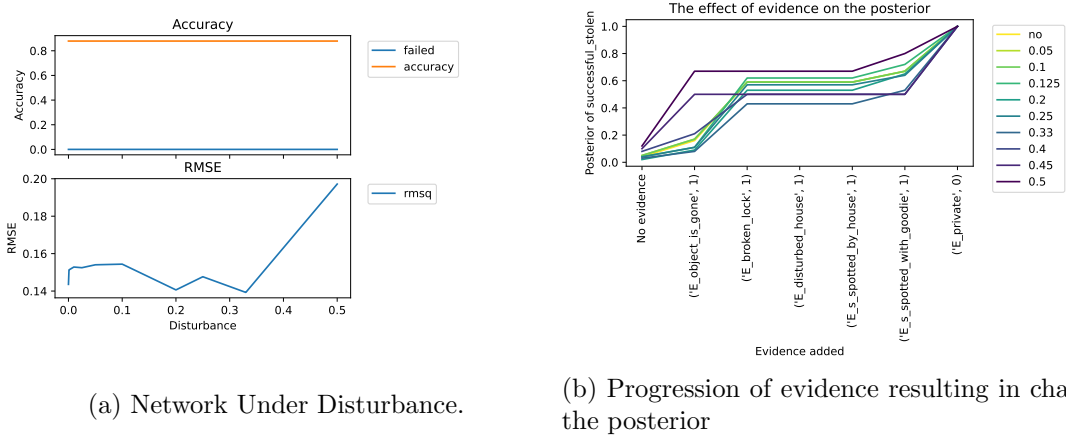 Accuracy
0.8
0.6
0.4
0.2
0.0
Accuracy
failed
accuracy
RMSE
0.20
0.18
0.16
0.14
RMSE
rmsq
0.0 0.1 0.2 0.3 0.4 0.5
Disturbance
(a) Network Under Disturbance.
The effect of evidence on the posterior
1.0
0.8
0.6
0.4
0.2
0.0
Posterior of successful_stolen
No evidence
('E_object_is_gone', 1)
('E_broken_lock', 1)
('E_disturbed_house', 1)
('E_s_spotted_by_house', 1)
('E_s_spotted_with_goodie', 1)
('E_private', 0)
Evidence added
no
0.05
0.1
0.125
0.2
0.25
0.33
0.4
0.45
0.5
(b) Progression of evidence resulting in cha
the posterior